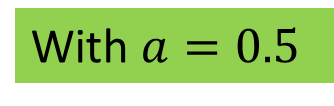 With 𝑎 = 0.5